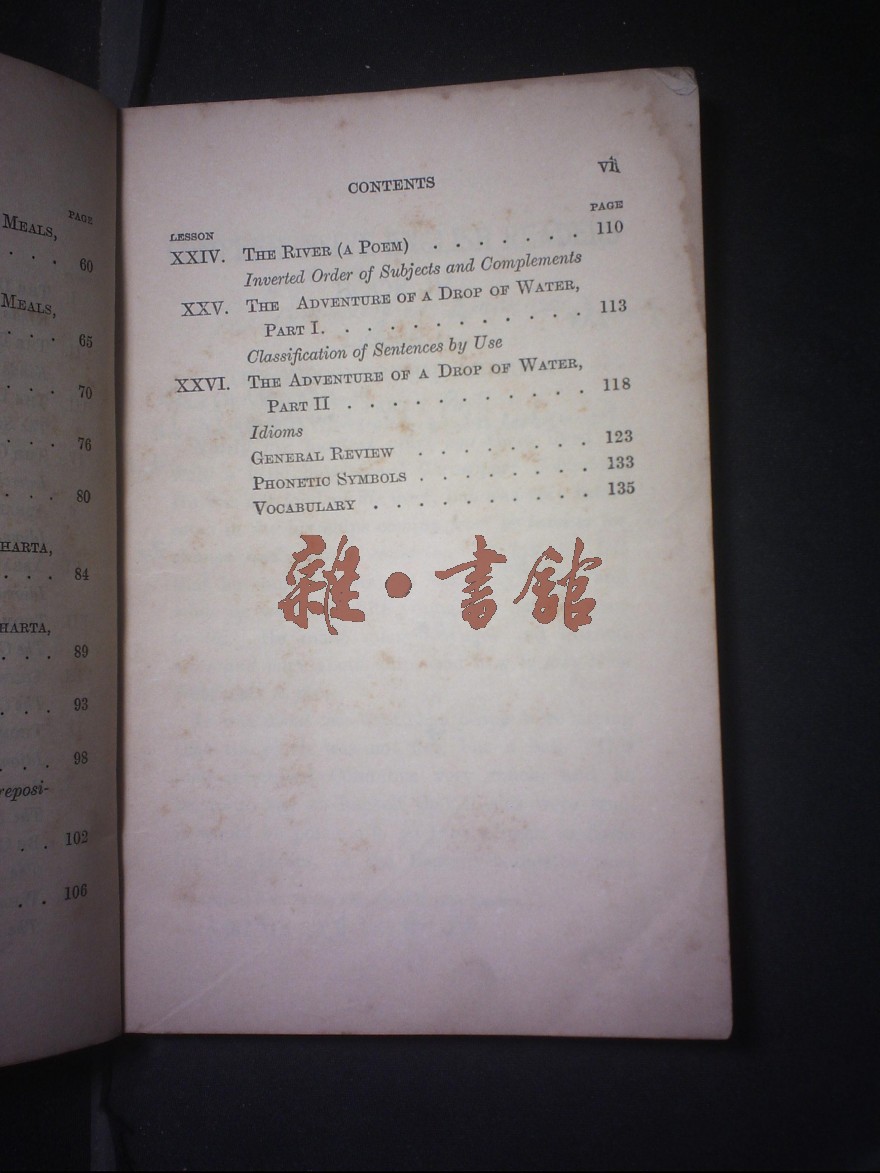 PAGE
MEALS,
. . . 60
MEALS,
. . . 65
. . . 70
. . . 76
. . . 80
HARTA,
. . . 84
HARTA,
. . . 89
. . . 93
. . . 98
reposi-
. . 102
. . 106
CONTENTS vii
LESSON PAGE
XXIV. THE RIVER (A POEM) . . . . . . . 110
Inverted Order of Subjects and Complements
XXV. THE ADVENTURE OF A DROP OF WATER,
PART I. . . . . . . . . . . . 113
Classification of Sentences by Use
XXVI. THE ADVENTURE OF A DROP OF WATER,
PART II . . . . . . . . . . . 118
Idioms
GENERAL REVIEW . . . . . . . 123
PHONETIC SYMBOLS . . . . . . . 133
VOCABULARY . . . . . . . . . 135
雜•書館